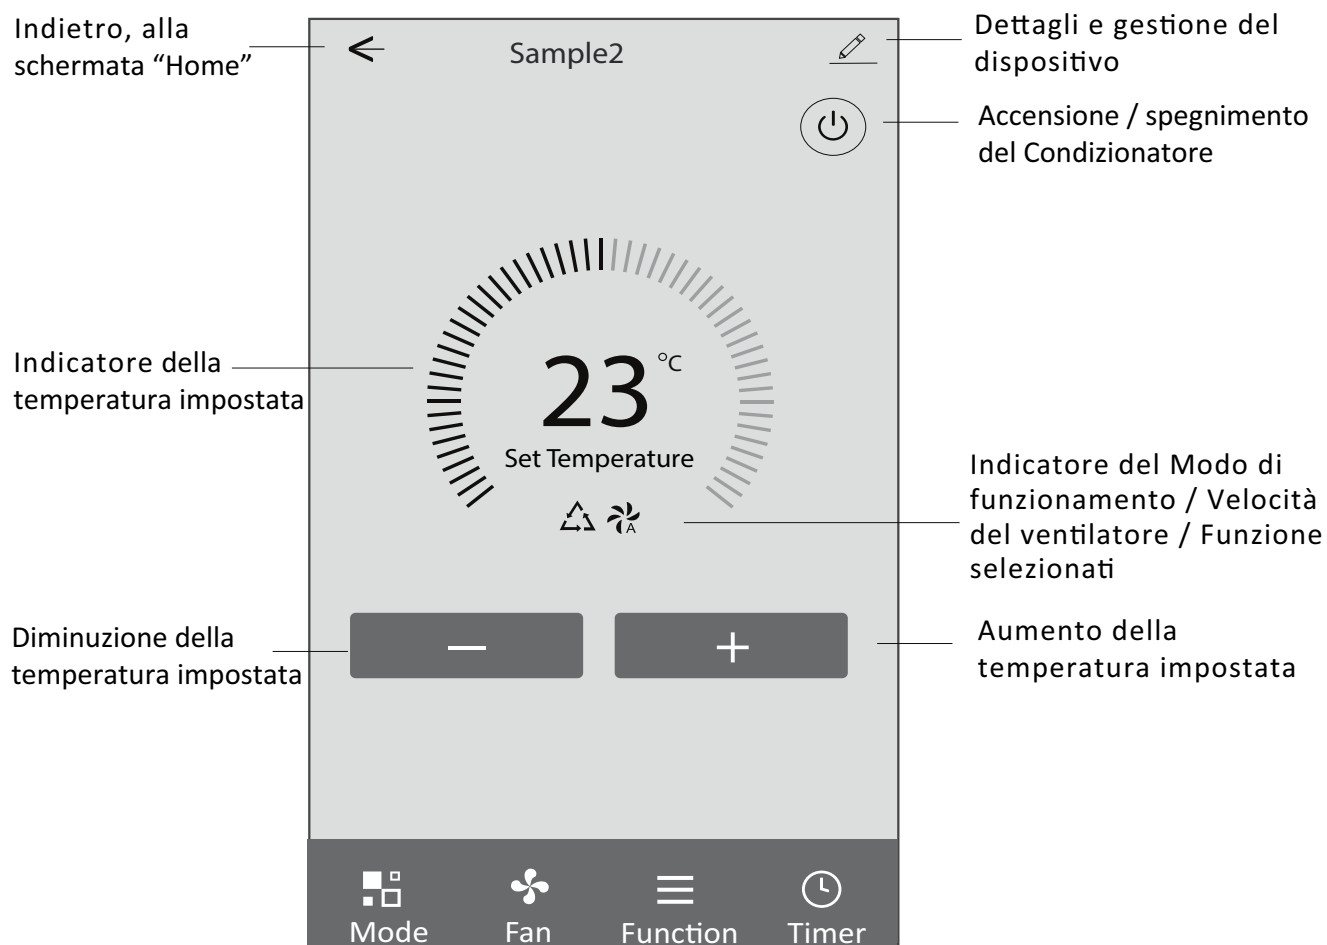 Indietro, alla
schermata “Home”
Sample2
Dettagli e gestione del
dispositivo
Accensione / spegnimento
del Condizionatore
Indicatore della
temperatura impostata
23 °C
Set Temperature
A
Indicatore del Modo di
funzionamento / Velocità
del ventilatore / Funzione
selezionati
Diminuzione della
temperatura impostata
Aumento della
temperatura impostata
Mode Fan Function Timer